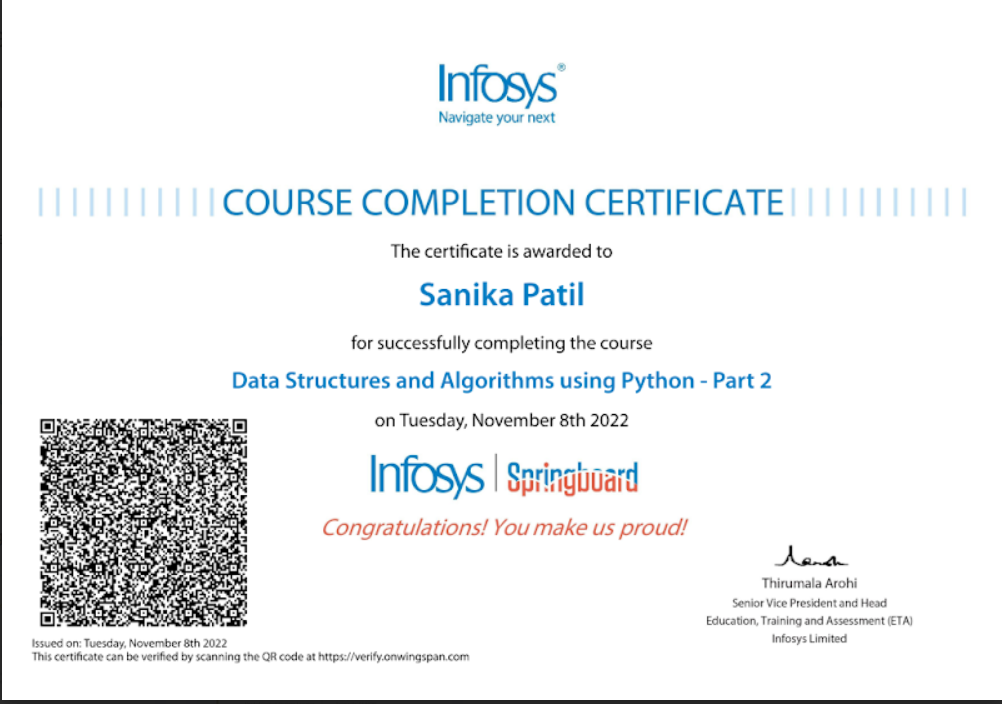 Infosys®
Navigate your next
COURSE COMPLETION CERTIFICATE
The certificate is awarded to
Sanika Patil
for successfully completing the course
Data Structures and Algorithms using Python - Part 2
on Tuesday, November 8th 2022
Infosys | Springboard
Congratulations! You make us proud!
Thirumala Arohi
Senior Vice President and Head
Education, Training and Assessment (ETA)
Infosys Limited
Issued on: Tuesday, November 8th 2022
This certificate can be verified by scanning the QR code at https://verify.onwingspan.com